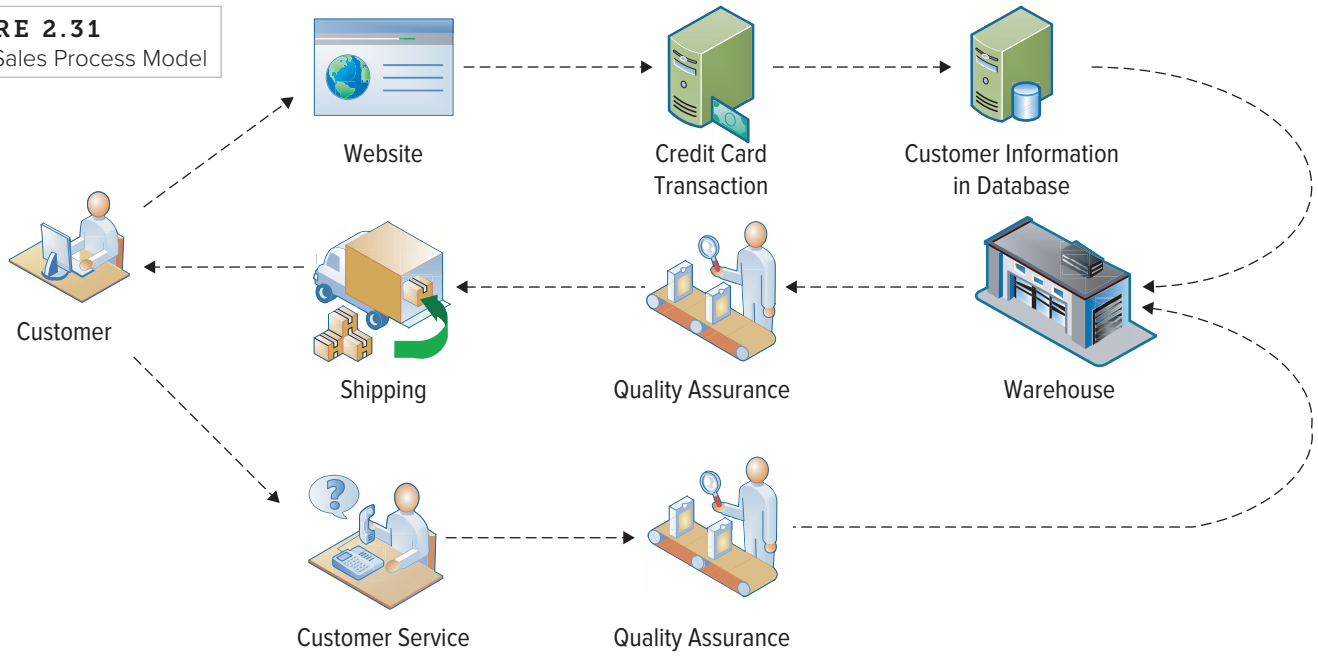 RE 2.31
Sales Process Model
Website
Credit Card
Transaction
Customer Information
in Database
Customer
Shipping
Quality Assurance
Warehouse
?
Customer Service
Quality Assurance